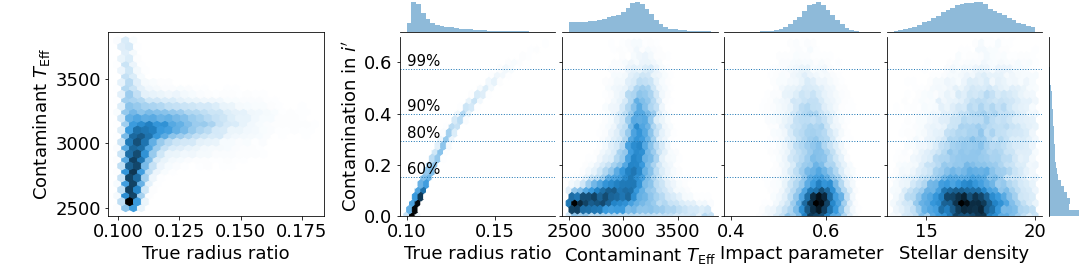 Contaminant T_Eff
3500
3000
2500
0.100 0.125 0.150 0.175
True radius ratio
Contamination in i′
0.6
0.4
0.2
0.0
99%
90%
80%
60%
0.10 0.15
True radius ratio
2500 3000 3500
Contaminant T_Eff
0.4 0.6
Impact parameter
15 20
Stellar density